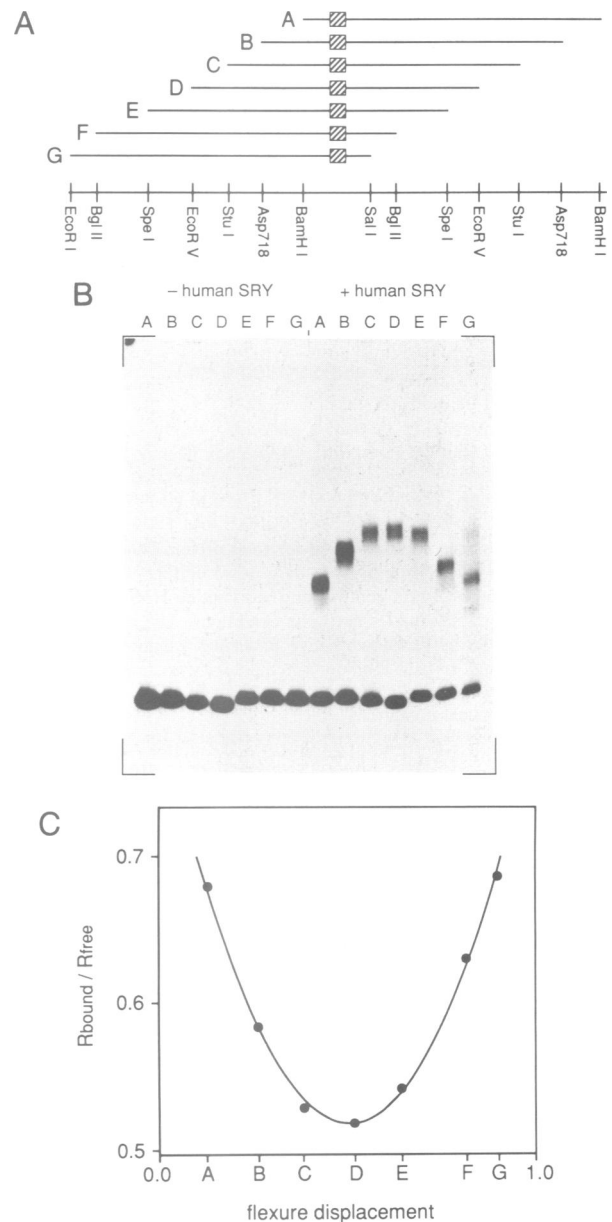 A
A
B
C
D
E
F
G
EcoR I
Bgl II
Spe I
EcoR V
Stu I
Asp718
BamH I
Sal I
Bgl II
Spe I
EcoR V
Stu I
Asp718
BamH I
B
– human SRY + human SRY
A B C D E F G A B C D E F G
C
0.7
0.6
0.5
Rbound / Rfree
0.0 A B C D E F G 1.0
flexure displacement